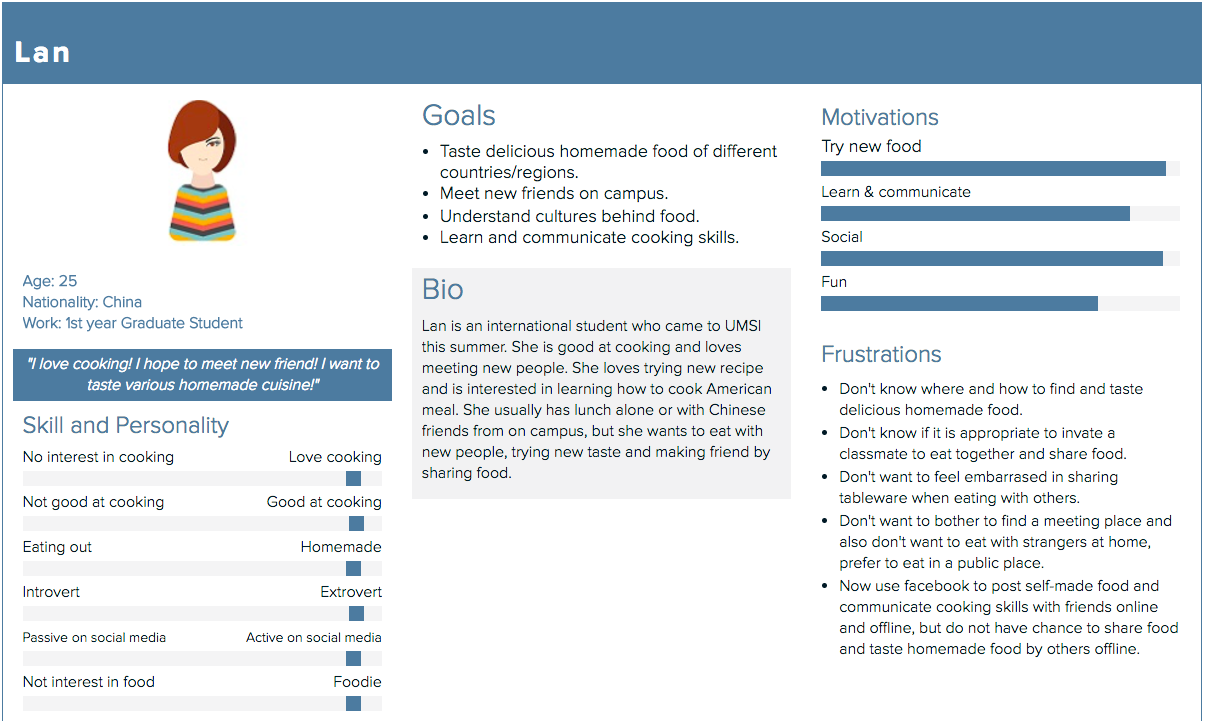 Lan
Age: 25
Nationality: China
Work: 1st year Graduate Student
"I love cooking! I hope to meet new friend! I want to
taste various homemade cuisine!"
Skill and Personality
No interest in cooking Love cooking
Not good at cooking Good at cooking
Eating out Homemade
Introvert Extrovert
Passive on social media Active on social media
Not interest in food Foodie
Goals
• Taste delicious homemade food of different
countries/regions.
• Meet new friends on campus.
• Understand cultures behind food.
• Learn and communicate cooking skills.
Bio
Lan is an international student who came to UMSI
this summer. She is good at cooking and loves
meeting new people. She loves trying new recipe
and is interested in learning how to cook American
meal. She usually has lunch alone or with Chinese
friends from on campus, but she wants to eat with
new people, trying new taste and making friend by
sharing food.
Motivations
Try new food
Learn & communicate
Social
Fun
Frustrations
• Don't know where and how to find and taste
delicious homemade food.
• Don't know if it is appropriate to invate a
classmate to eat together and share food.
• Don't want to feel embarrased in sharing
tableware when eating with others.
• Don't want to bother to find a meeting place and
also don't want to eat with strangers at home,
prefer to eat in a public place.
• Now use facebook to post self-made food and
communicate cooking skills with friends online
and offline, but do not have chance to share food
and taste homemade food by others offline.